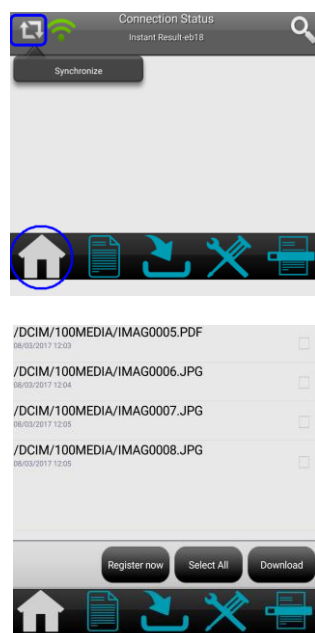 Connection Status
Instant Result-eb18
Synchronize
/DCIM/100MEDIA/IMAG0005.PDF
08/03/2017 12:03
/DCIM/100MEDIA/IMAG0006.JPG
08/03/2017 12:04
/DCIM/100MEDIA/IMAG0007.JPG
08/03/2017 12:05
/DCIM/100MEDIA/IMAG0008.JPG
08/03/2017 12:05
Register now Select All Download